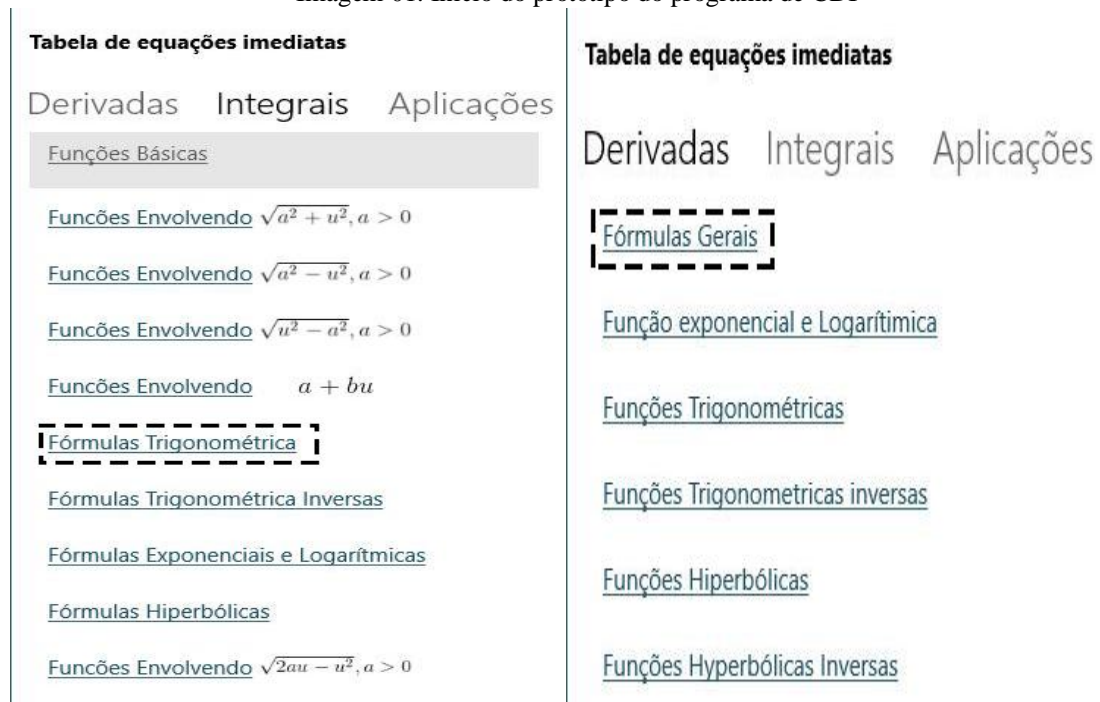 Tabela de equações imediatas
Derivadas Integrais Aplicações
Funções Básicas
Funcões Envolvendo √a² + u², a > 0
Funcões Envolvendo √a² − u², a > 0
Funcões Envolvendo √u² − a², a > 0
Funcões Envolvendo a + bu
Fórmulas Trigonométrica
Fórmulas Trigonométrica Inversas
Fórmulas Exponenciais e Logarítmicas
Fórmulas Hiperbólicas
Funcões Envolvendo √2au − u², a > 0
Tabela de equações imediatas
Derivadas Integrais Aplicações
Fórmulas Gerais
Função exponencial e Logarítimica
Funções Trigonométricas
Funções Trigonometricas inversas
Funções Hiperbólicas
Funções Hyperbólicas Inversas